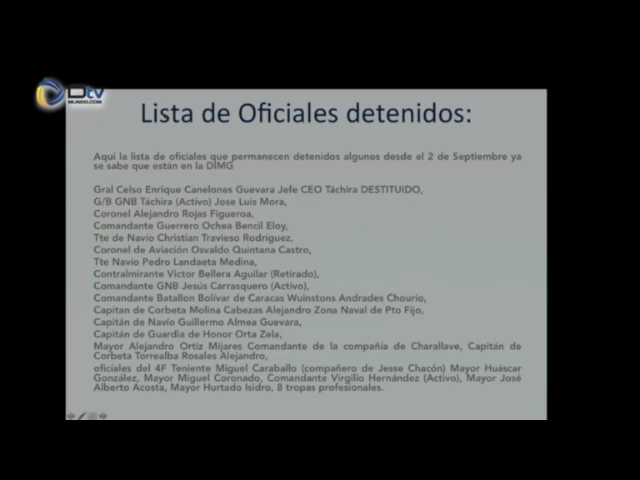 DTV
MUNDO.COM
Lista de Oficiales detenidos:
Aquí la lista de oficiales que permanecen detenidos algunos desde el 2 de Septiembre ya
se sabe que están en la DIMG
Gral Celso Enrique Canelones Guevara Jefe CEO Táchira DESTITUIDO,
G/B GNB Táchira (Activo) Jose Luis Mora,
Coronel Alejandro Rojas Figueroa,
Comandante Guerrero Ochea Bencil Eloy,
Tte de Navío Christian Travieso Rodríguez,
Coronel de Aviación Osvaldo Quintana Castro,
Tte Navío Pedro Landaeta Medina,
Contralmirante Victor Bellera Aguilar (Retirado),
Comandante GNB Jesús Carrasquero (Activo),
Comandante Batallon Bolívar de Caracas Wuinstons Andrades Chourio,
Capitan de Corbeta Molina Cabezas Alejandro Zona Naval de Pto Fijo,
Capitán de Navío Guillermo Almea Guevara,
Capitán de Guardia de Honor Orta Zela,
Mayor Alejandro Ortiz Mijares Comandante de la compañía de Charallave, Capitán de
Corbeta Torrealba Rosales Alejandro,
oficiales del 4F Teniente Miguel Caraballo (compañero de Jesse Chacón) Mayor Huáscar
González, Mayor Miguel Coronado, Comandante Virgilio Hernández (Activo), Mayor José
Alberto Acosta, Mayor Hurtado Isidro, 8 tropas profesionales.